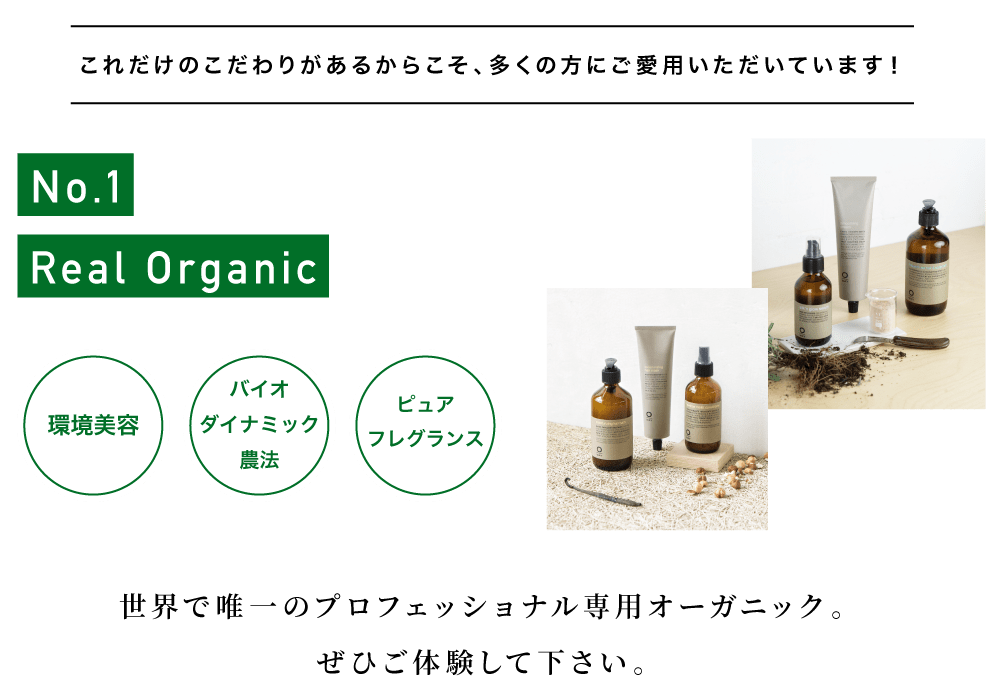 これだけのこだわりがあるからこそ、多くの方にご愛用いただいています！
No.1
Real Organic
環境美容
バイオ
ダイナミック
農法
ピュア
フレグランス
世界で唯一のプロフェッショナル専用オーガニック。
ぜひご体験して下さい。